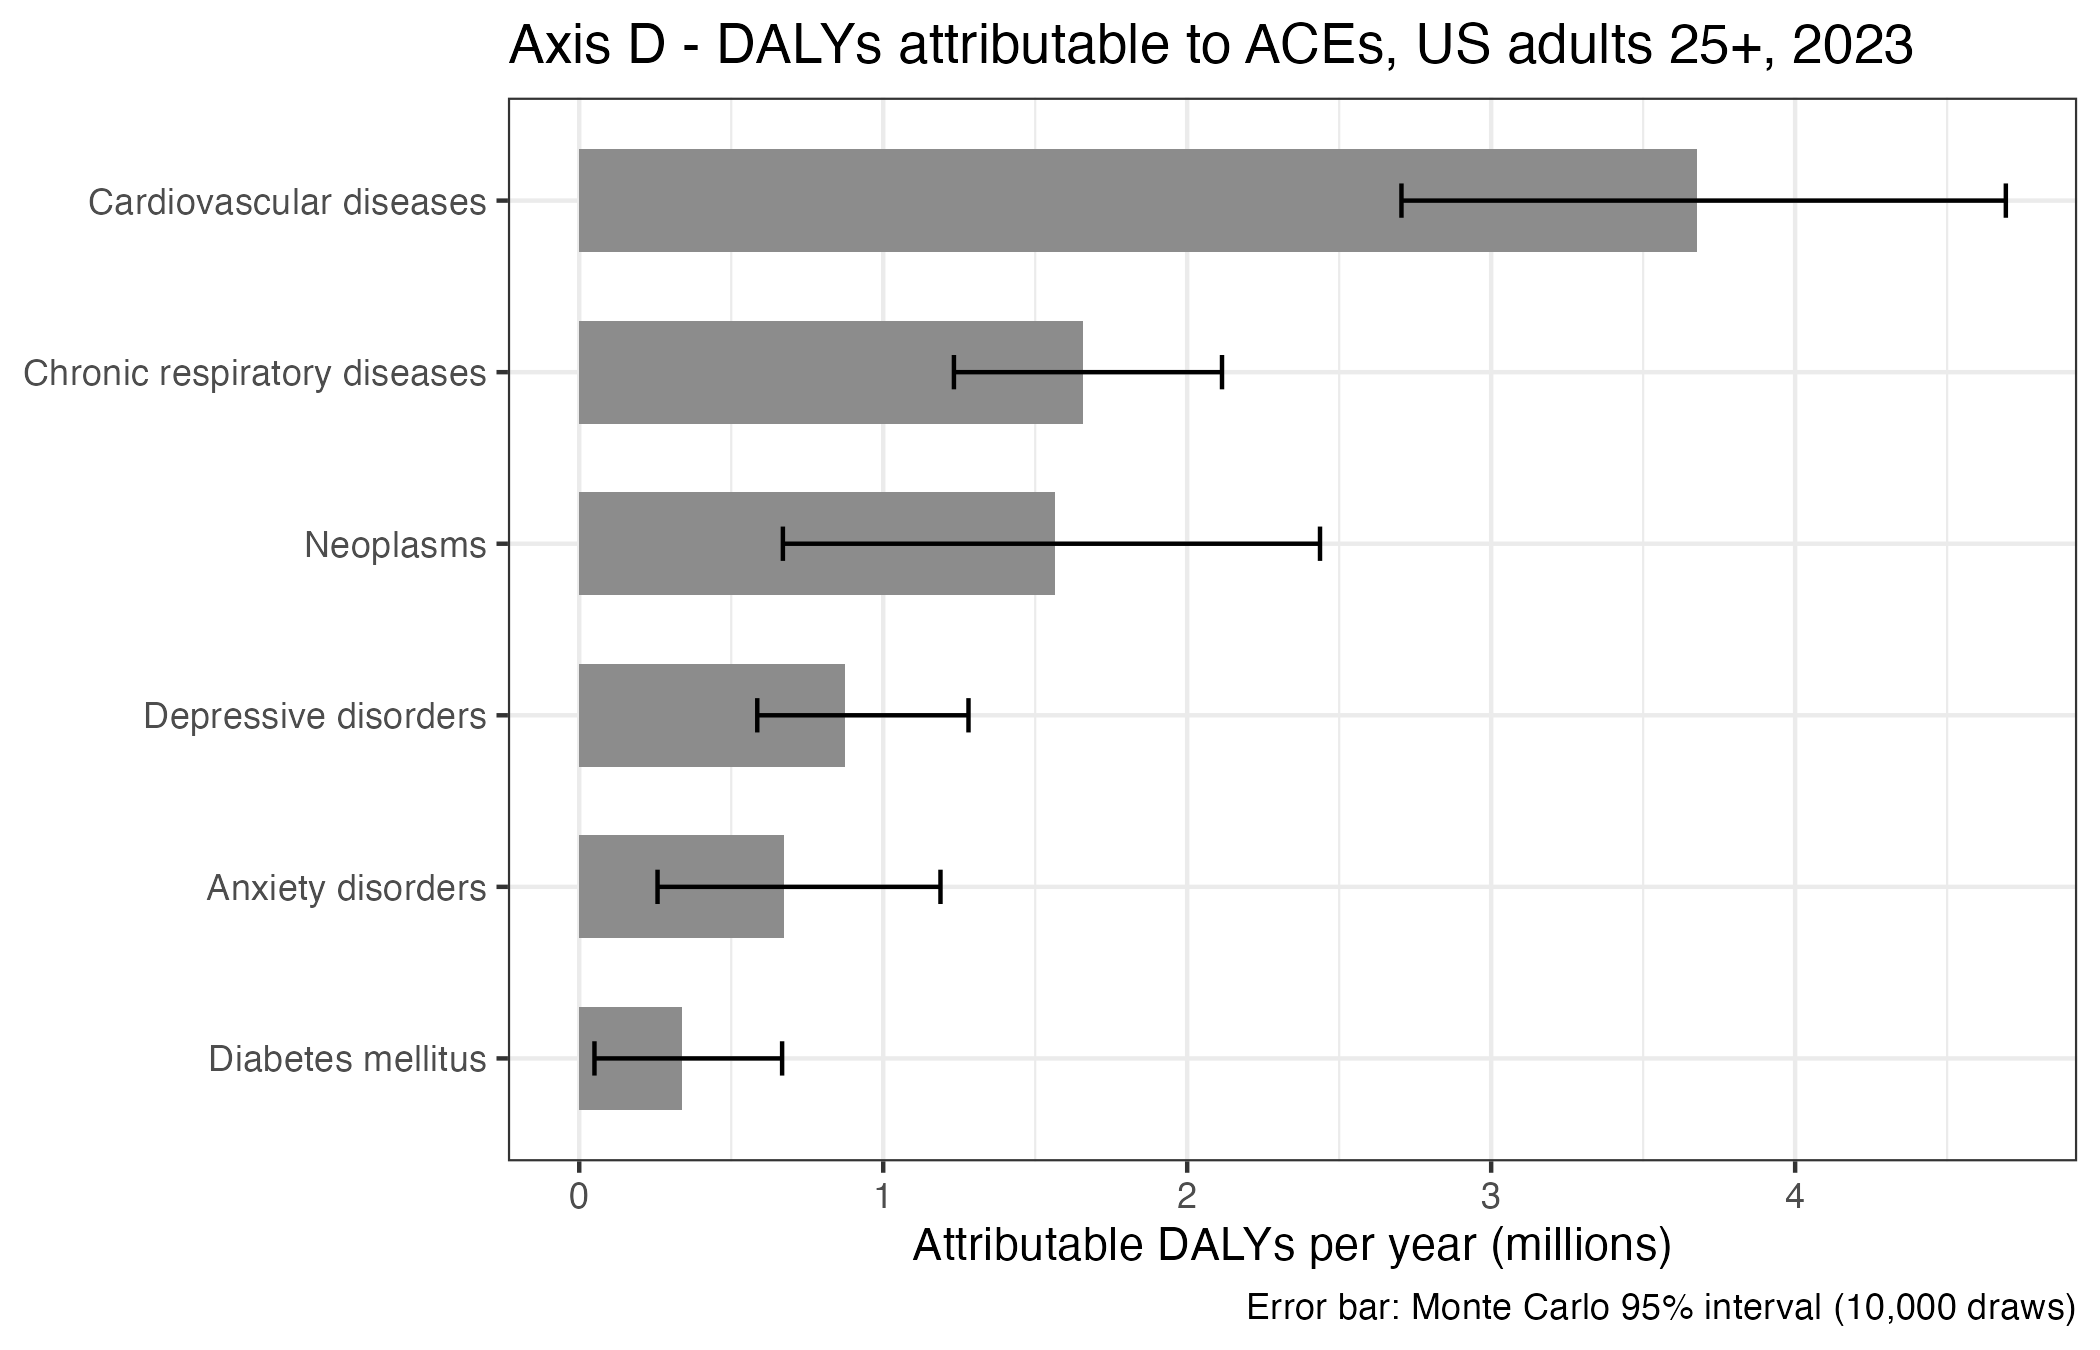 Axis D - DALYs attributable to ACEs, US adults 25+, 2023
Cardiovascular diseases
Chronic respiratory diseases
Neoplasms
Depressive disorders
Anxiety disorders
Diabetes mellitus
0 1 2 3 4
Attributable DALYs per year (millions)
Error bar: Monte Carlo 95% interval (10,000 draws)